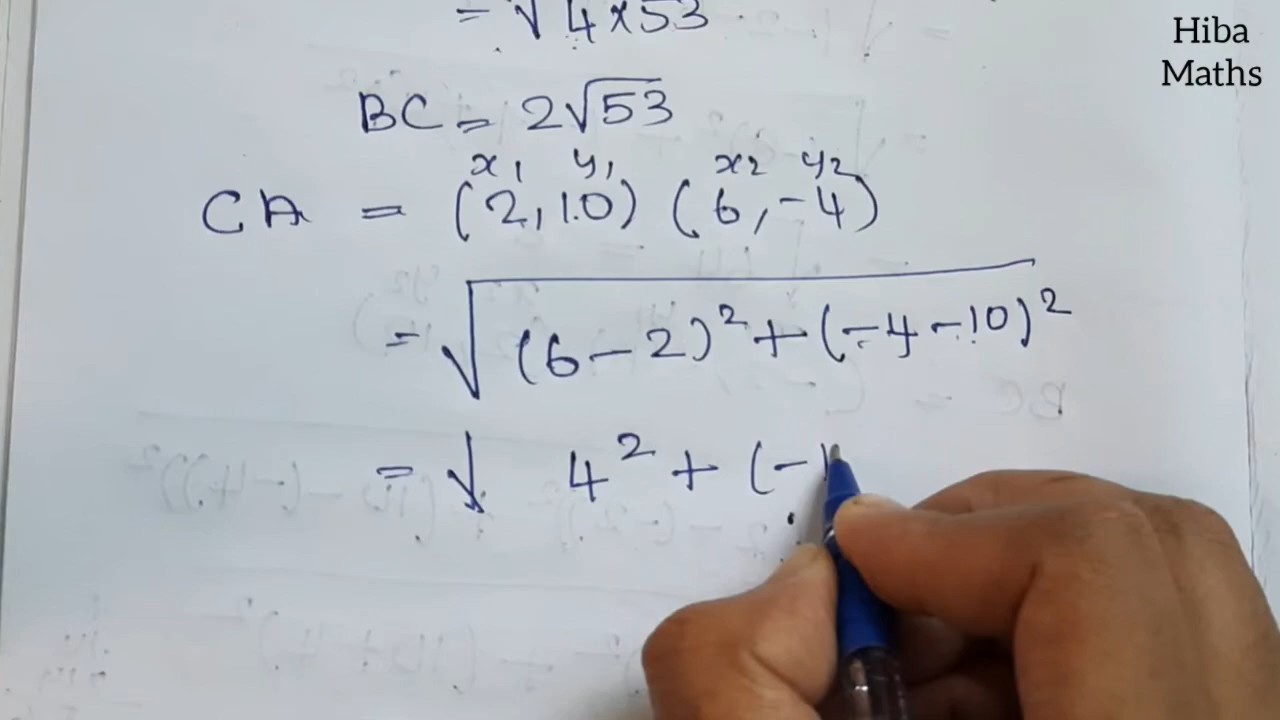 = √4×53
Hiba
Maths
BC = 2√53
x1 y1 x2 y2
CA = (2,10) (6,-4)
= √(6-2)² + (-4-10)²
= √ 4² + (-1